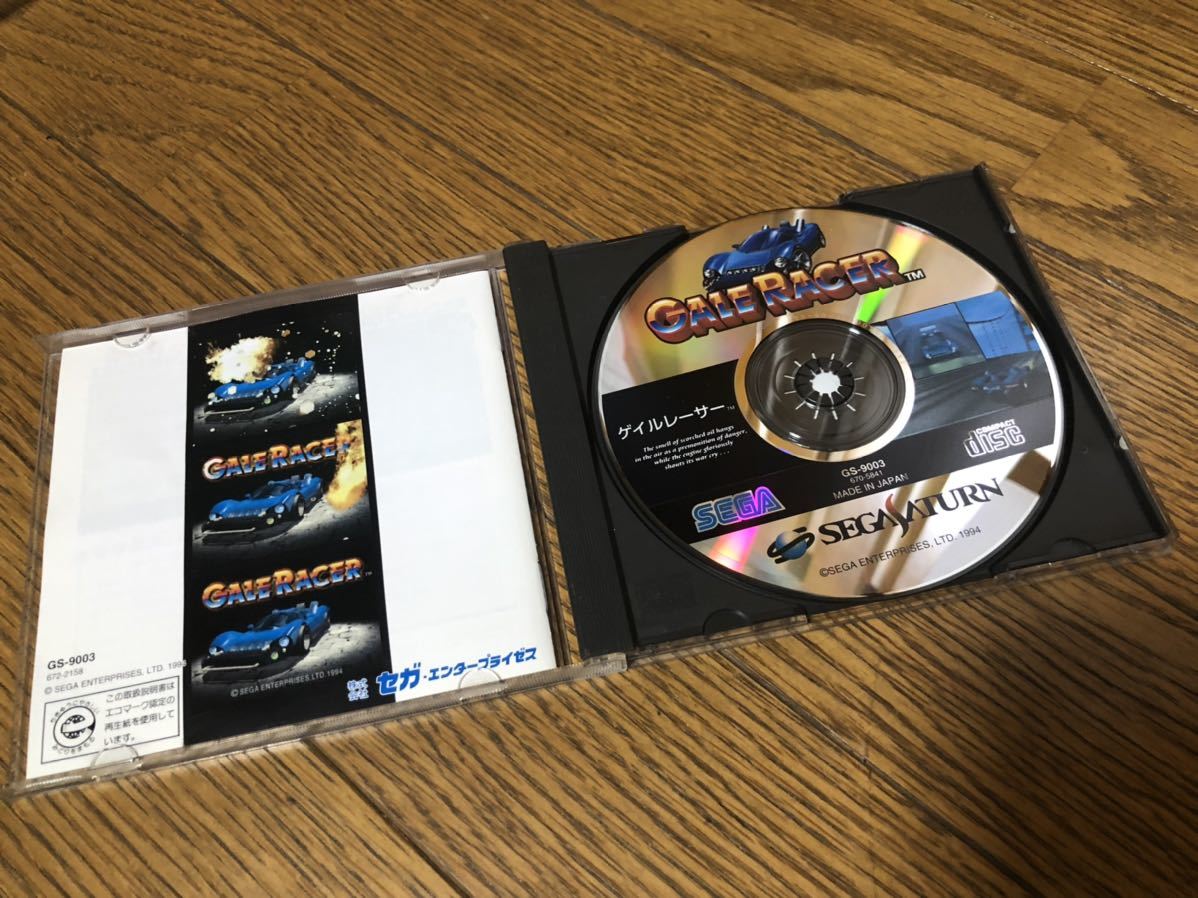 GALE RACER
GALE RACER™
GS-9003
672-2158
© SEGA ENTERPRISES, LTD.
© SEGA ENTERPRISES, LTD. 1994
この取扱説明書は
エコマーク認定の
再生紙を使用して
います。
株式会社 セガ・エンタープライゼス
GALE RACER™
ゲイルレーサー™
The smell of scorched oil hangs
in the air as a premonition of danger,
while the engine gloriously
shouts its war cry . . .
COMPACT
disc
GS-9003
670-5841
MADE IN JAPAN
SEGA
SEGA SATURN
©SEGA ENTERPRISES, LTD. 1994